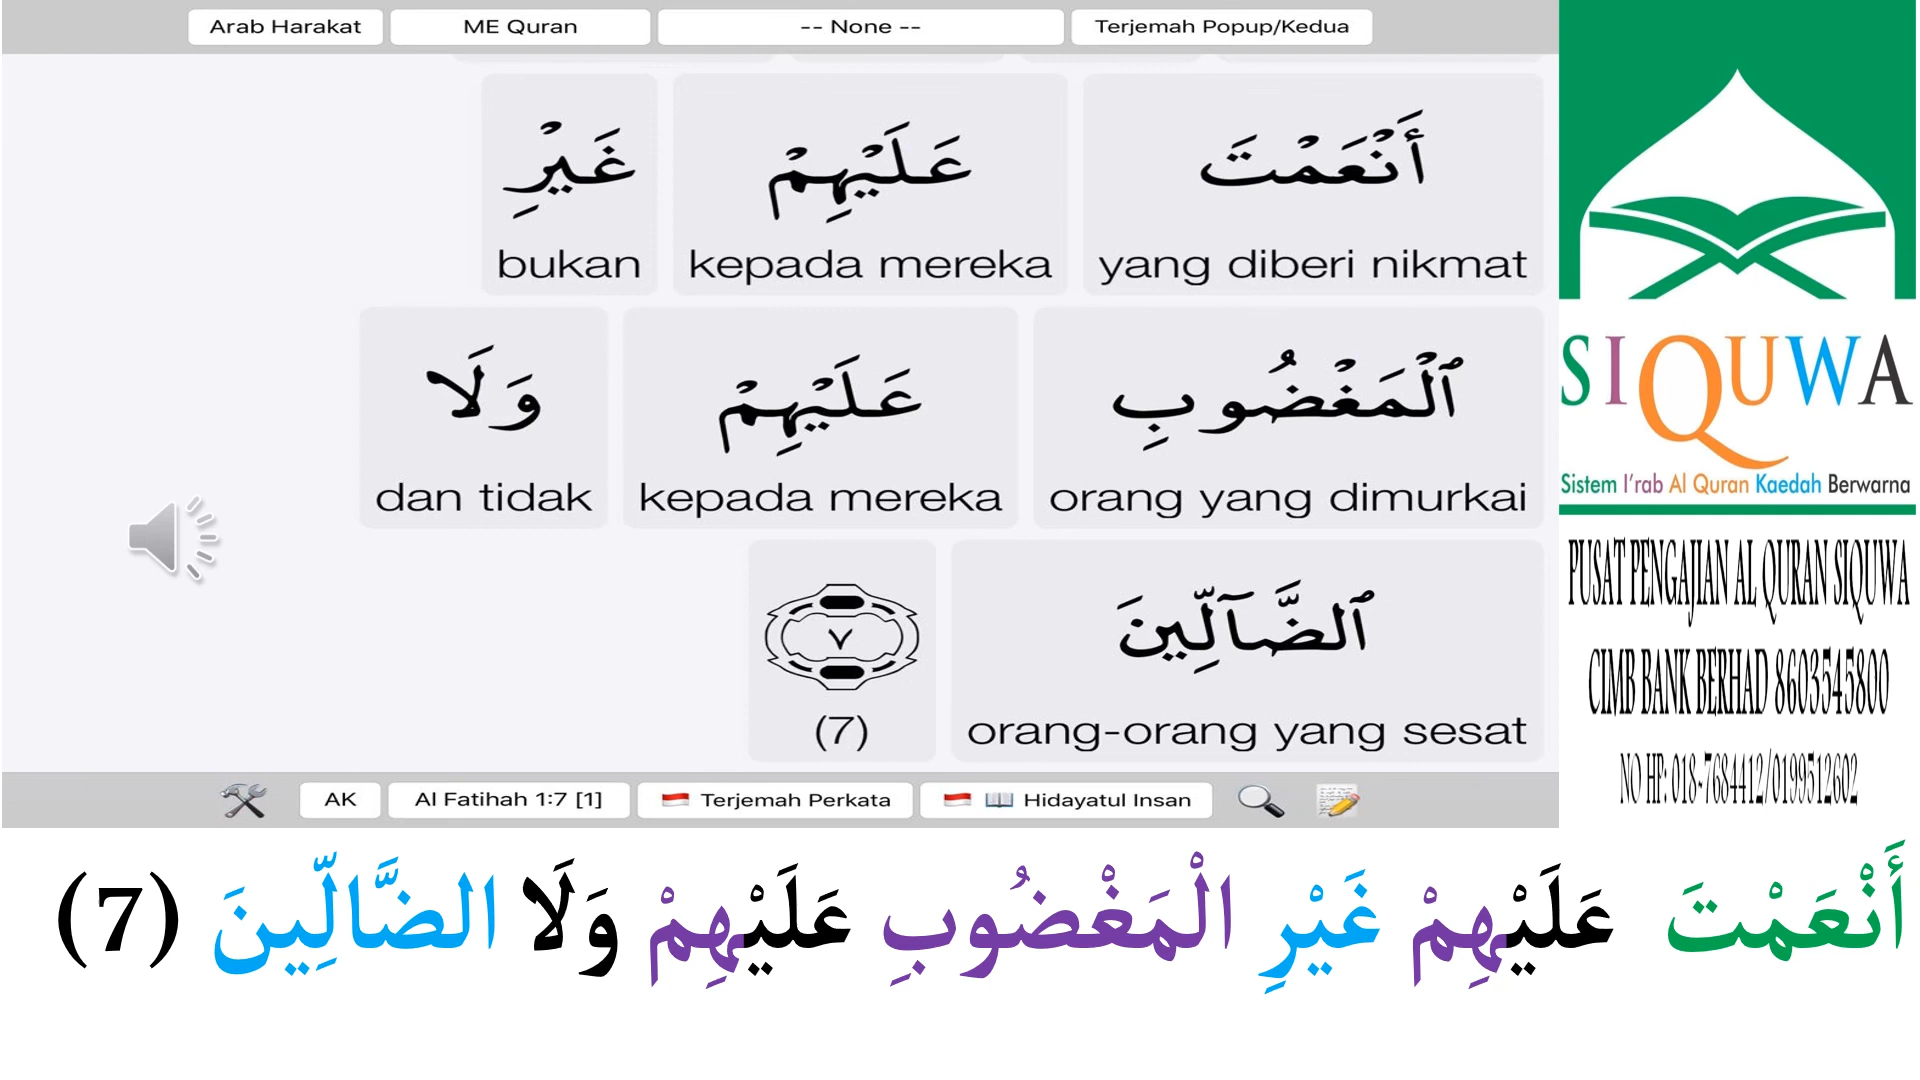 Arab Harakat ME Quran -- None -- Terjemah Popup/Kedua
أَنْعَمْتَ عَلَيْهِمْ غَيْرِ
yang diberi nikmat kepada mereka bukan
ٱلْمَغْضُوبِ عَلَيْهِمْ وَلَا
orang yang dimurkai kepada mereka dan tidak
ٱلضَّآلِّينَ ٧
orang-orang yang sesat (7)
AK Al Fatihah 1:7 [1] Terjemah Perkata Hidayatul Insan
SIQUWA
Sistem I'rab Al Quran Kaedah Berwarna
PUSAT PENGAJIAN AL QURAN SIQUWA
CIMB BANK BERHAD 8603545800
NO HP: 018-7684412/0199512602
أَنْعَمْتَ عَلَيْهِمْ غَيْرِ الْمَغْضُوبِ عَلَيْهِمْ وَلَا الضَّالِّينَ (7)